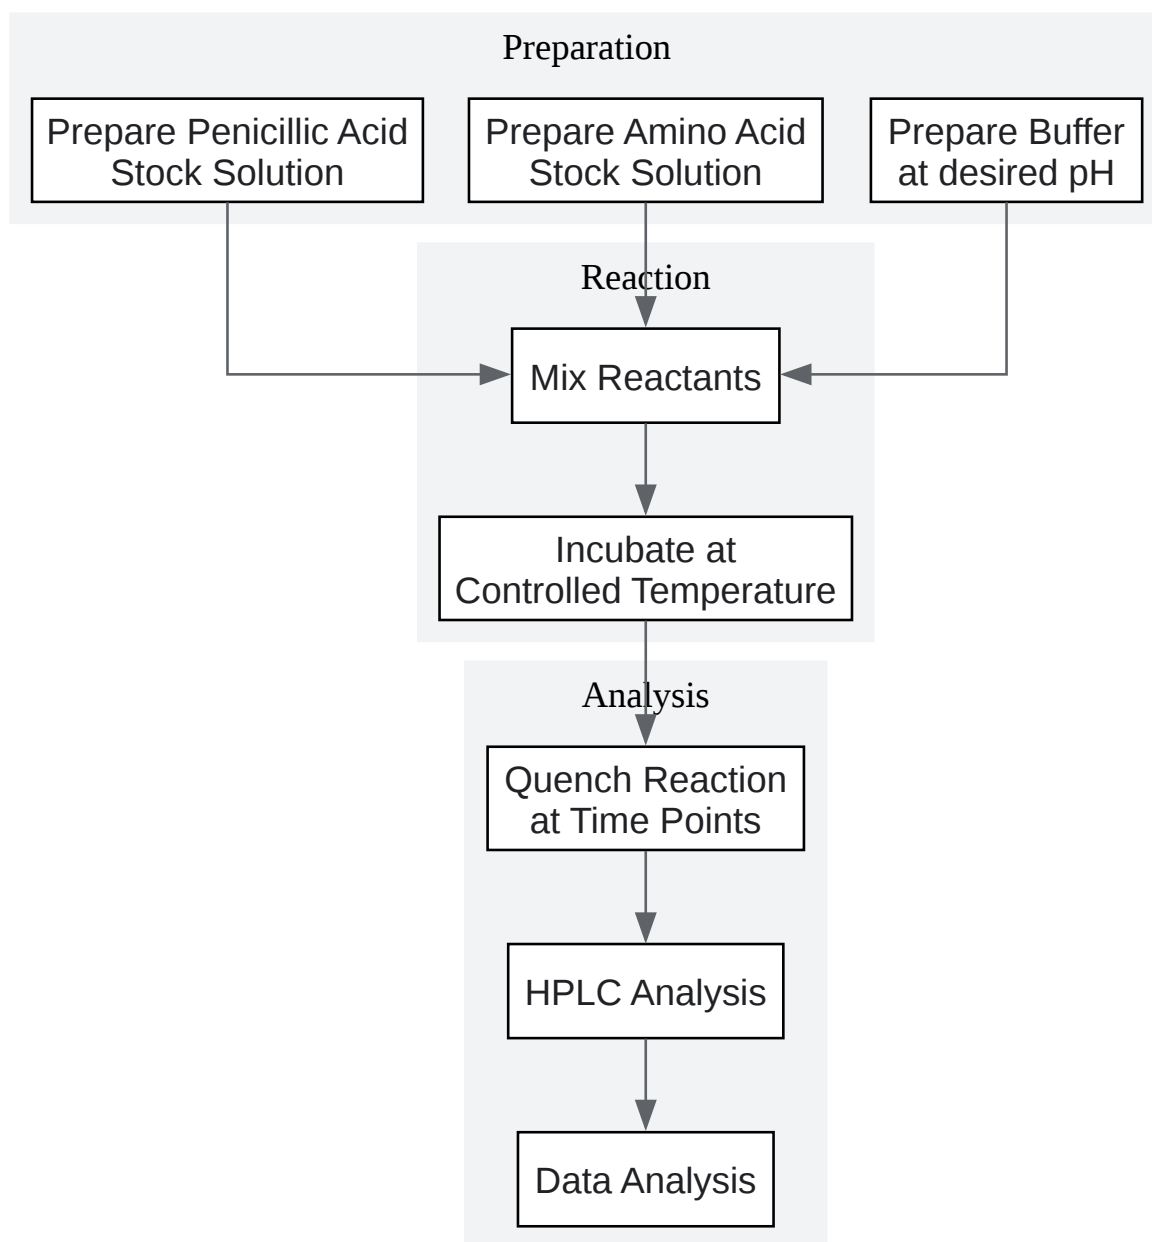 Preparation
Prepare Penicillic Acid
Stock Solution
Prepare Amino Acid
Stock Solution
Prepare Buffer
at desired pH
Reaction
Mix Reactants
Incubate at
Controlled Temperature
Analysis
Quench Reaction
at Time Points
HPLC Analysis
Data Analysis